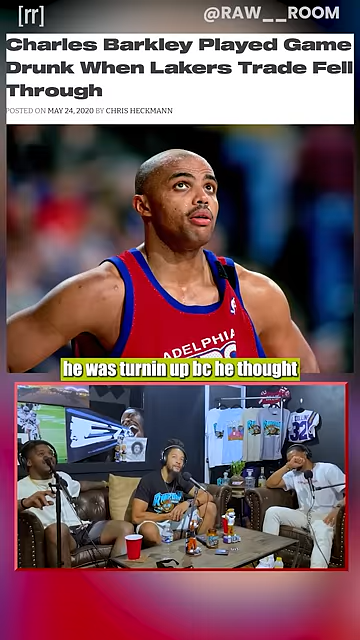 [rr]
@RAW__ROOM
Charles Barkley Played Game
Drunk When Lakers Trade Fell
Through
POSTED ON MAY 24, 2020 BY CHRIS HECKMANN
ADELPHIA
he was turnin up bc he thought
32